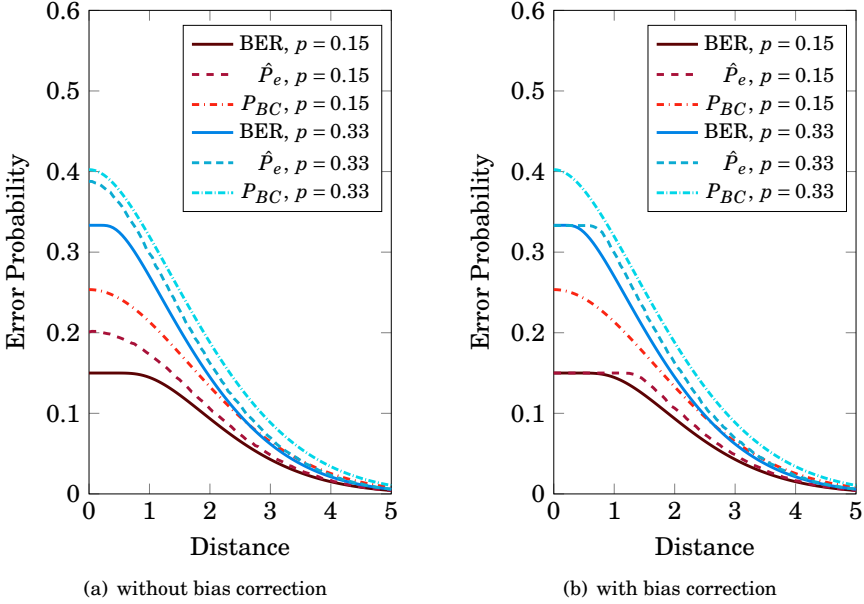 0.6
0.5
0.4
0.3
0.2
0.1
0
Error Probability
BER, p = 0.15
P̂e, p = 0.15
PBC, p = 0.15
BER, p = 0.33
P̂e, p = 0.33
PBC, p = 0.33
0 1 2 3 4 5
Distance
(a) without bias correction
0.6
0.5
0.4
0.3
0.2
0.1
0
Error Probability
BER, p = 0.15
P̂e, p = 0.15
PBC, p = 0.15
BER, p = 0.33
P̂e, p = 0.33
PBC, p = 0.33
0 1 2 3 4 5
Distance
(b) with bias correction